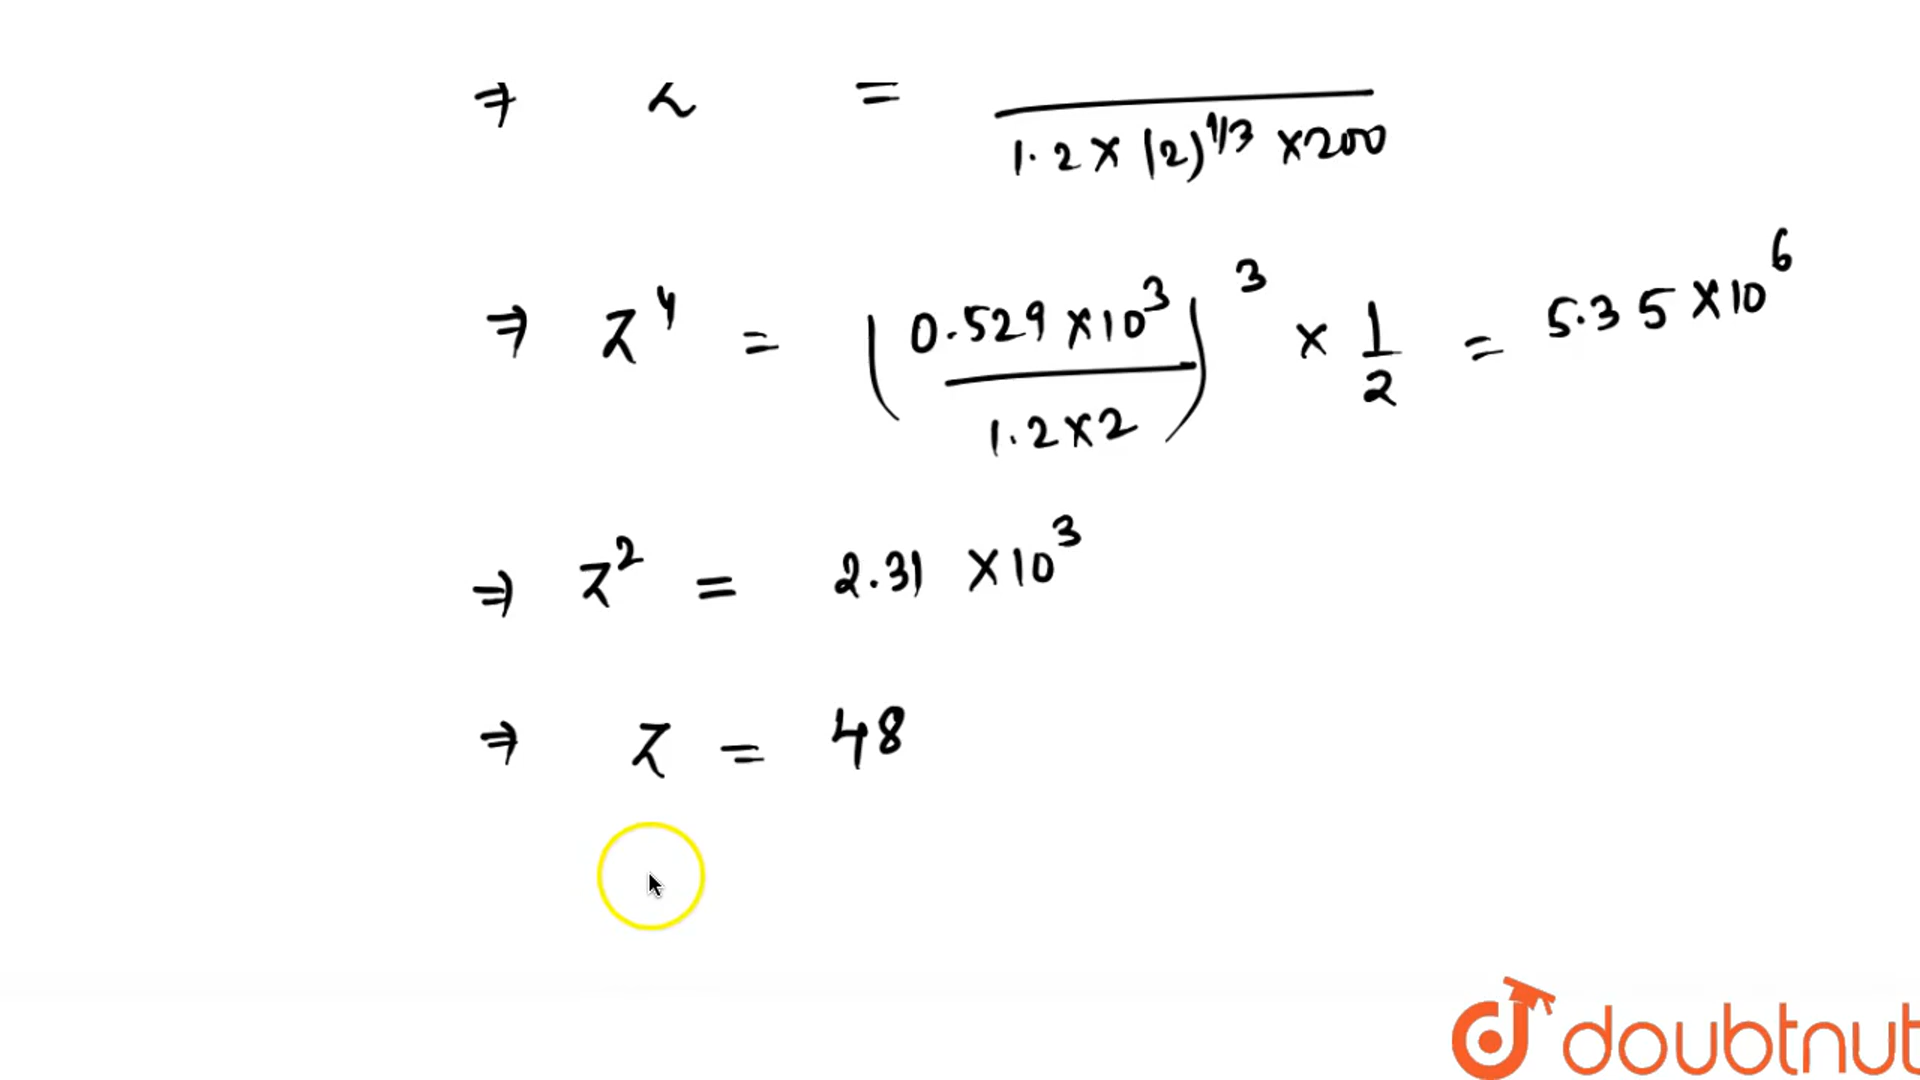 ⇒ z =
1.2 × (2)^1/3 × 200
⇒ z^4 = (0.529 × 10^3 / 1.2 × 2)^3 × 1/2 = 5.35 × 10^6
⇒ z^2 = 2.31 × 10^3
⇒ z = 48
doubtnut